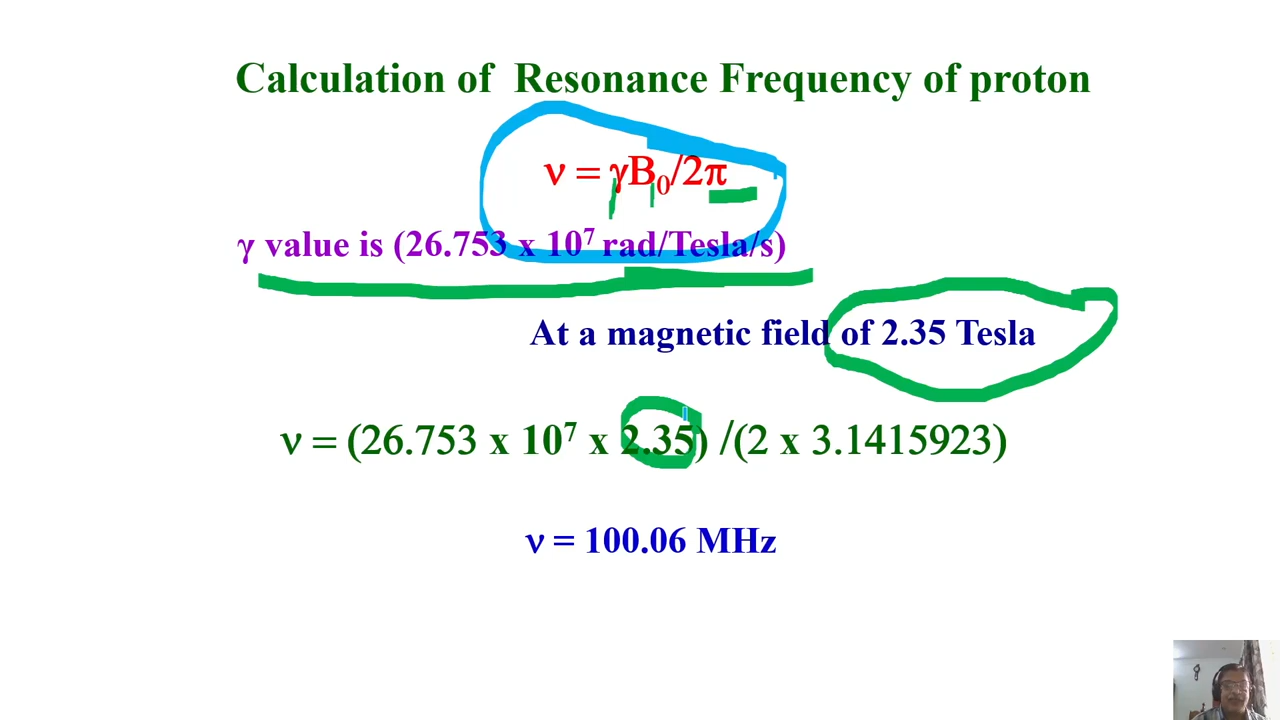 Calculation of Resonance Frequency of proton
ν = γB₀/2π
γ value is (26.753 x 10⁷ rad/Tesla/s)
At a magnetic field of 2.35 Tesla
ν = (26.753 x 10⁷ x 2.35) /(2 x 3.1415923)
ν = 100.06 MHz